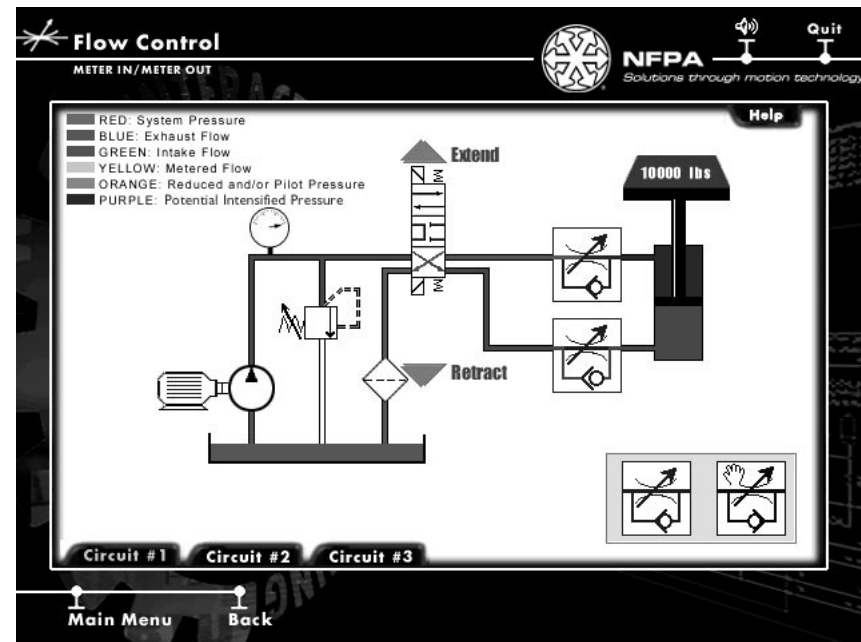 Flow Control
METER IN/METER OUT
NFPA
Solutions through motion technology
Quit
Help
RED: System Pressure
BLUE: Exhaust Flow
GREEN: Intake Flow
YELLOW: Metered Flow
ORANGE: Reduced and/or Pilot Pressure
PURPLE: Potential Intensified Pressure
Extend
10000 lbs
Retract
Circuit #1
Circuit #2
Circuit #3
Main Menu
Back